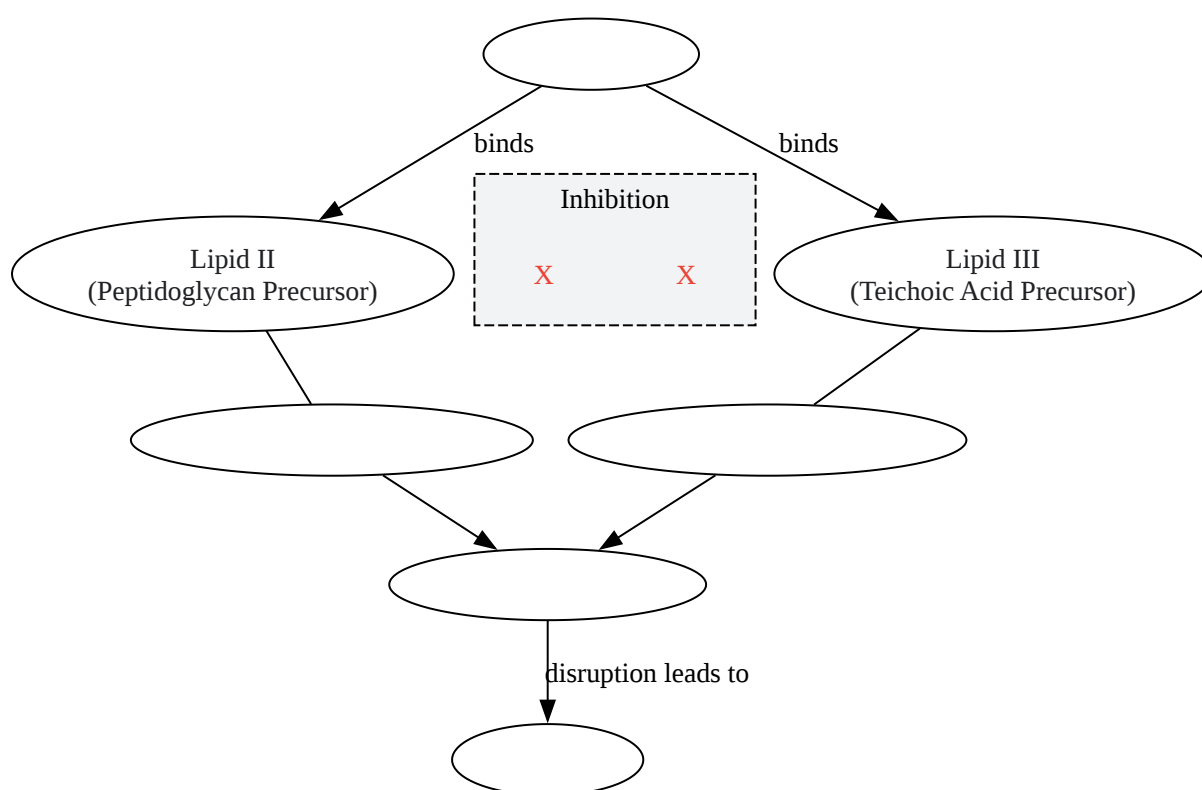 binds
binds
Inhibition
Lipid II
(Peptidoglycan Precursor)
X
X
Lipid III
(Teichoic Acid Precursor)
disruption leads to